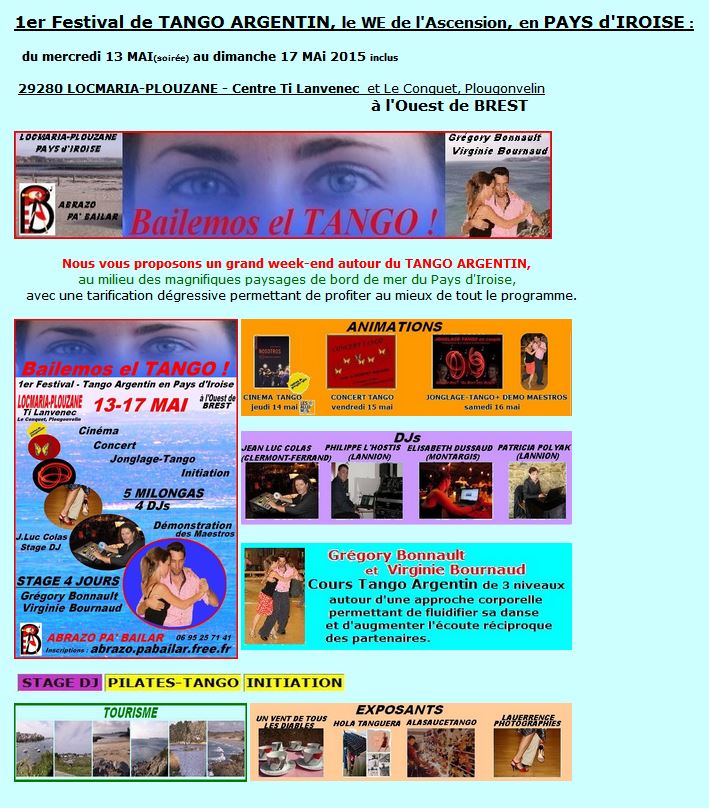 1er Festival de TANGO ARGENTIN, le WE de l'Ascension, en PAYS d'IROISE :
du mercredi 13 MAI(soirée) au dimanche 17 MAi 2015 inclus
29280 LOCMARIA-PLOUZANE - Centre Ti Lanvenec et Le Conquet, Plougonvelin
à l'Ouest de BREST
LOCMARIA-PLOUZANE
PAYS d'IROISE
ABRAZO
PA' BAILAR
Bailemos el TANGO !
Grégory Bonnault
Virginie Bournaud
Nous vous proposons un grand week-end autour du TANGO ARGENTIN,
au milieu des magnifiques paysages de bord de mer du Pays d'Iroise,
avec une tarification dégressive permettant de profiter au mieux de tout le programme.
Bailemos el TANGO !
1er Festival - Tango Argentin en Pays d'Iroise
LOCMARIA-PLOUZANE
Ti Lanvenec
Le Conquet, Plougonvelin
13-17 MAI
à l'Ouest de
BREST
Cinéma
Concert
Jonglage-Tango
Initiation
5 MILONGAS
4 DJs
J.Luc Colas
Stage DJ
Démonstration
des Maestros
STAGE 4 JOURS
Grégory Bonnault
Virginie Bournaud
ABRAZO PA' BAILAR 06 95 25 71 41
Inscriptions : abrazo.pabailar.free.fr
ANIMATIONS
NOSOTROS
CONCERT TANGO
JONGLAGE TANGO en couple
CINEMA TANGO
jeudi 14 mai
CONCERT TANGO
vendredi 15 mai
JONGLAGE-TANGO+ DEMO MAESTROS
samedi 16 mai
DJs
JEAN LUC COLAS
(CLERMONT-FERRAND)
PHILIPPE L'HOSTIS
(LANNION)
ELISABETH DUSSAUD
(MONTARGIS)
PATRICIA POLYAK
(LANNION)
Grégory Bonnault
et Virginie Bournaud
Cours Tango Argentin de 3 niveaux
autour d'une approche corporelle
permettant de fluidifier sa danse
et d'augmenter l'écoute réciproque
des partenaires.
STAGE DJ PILATES-TANGO INITIATION
TOURISME
EXPOSANTS
UN VENT DE TOUS
LES DIABLES
HOLA TANGUERA
ALASAUCETANGO
LAUERRENCE
PHOTOGRAPHIES